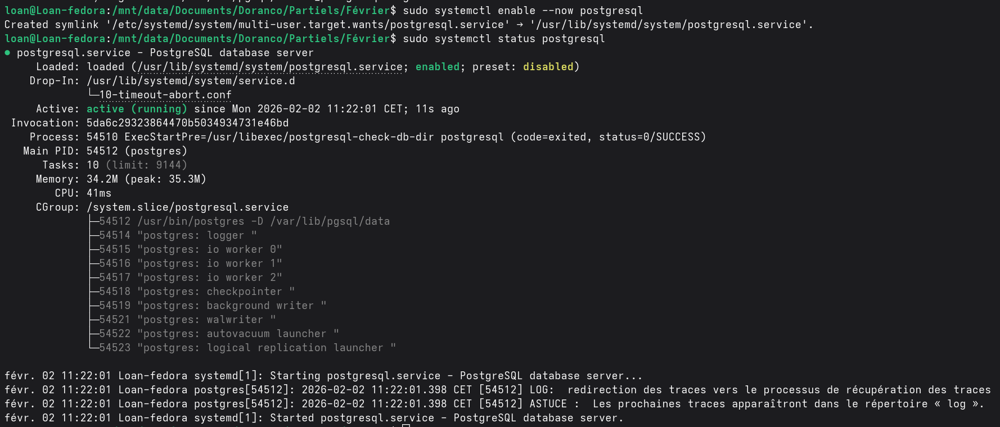 loan@Loan-fedora:/mnt/data/Documents/Doranco/Partiels/Février$ sudo systemctl enable --now postgresql
Created symlink '/etc/systemd/system/multi-user.target.wants/postgresql.service' → '/usr/lib/systemd/system/postgresql.service'.
loan@Loan-fedora:/mnt/data/Documents/Doranco/Partiels/Février$ sudo systemctl status postgresql
● postgresql.service - PostgreSQL database server
     Loaded: loaded (/usr/lib/systemd/system/postgresql.service; enabled; preset: disabled)
    Drop-In: /usr/lib/systemd/system/service.d
             └─10-timeout-abort.conf
     Active: active (running) since Mon 2026-02-02 11:22:01 CET; 11s ago
 Invocation: 5da6c29323864470b5034934731e46bd
    Process: 54510 ExecStartPre=/usr/libexec/postgresql-check-db-dir postgresql (code=exited, status=0/SUCCESS)
   Main PID: 54512 (postgres)
      Tasks: 10 (limit: 9144)
     Memory: 34.2M (peak: 35.3M)
        CPU: 41ms
     CGroup: /system.slice/postgresql.service
             ├─54512 /usr/bin/postgres -D /var/lib/pgsql/data
             ├─54514 "postgres: logger "
             ├─54515 "postgres: io worker 0"
             ├─54516 "postgres: io worker 1"
             ├─54517 "postgres: io worker 2"
             ├─54518 "postgres: checkpointer "
             ├─54519 "postgres: background writer "
             ├─54521 "postgres: walwriter "
             ├─54522 "postgres: autovacuum launcher "
             └─54523 "postgres: logical replication launcher "
févr. 02 11:22:01 Loan-fedora systemd[1]: Starting postgresql.service - PostgreSQL database server...
févr. 02 11:22:01 Loan-fedora postgres[54512]: 2026-02-02 11:22:01.398 CET [54512] LOG:  redirection des traces vers le processus de récupération des traces
févr. 02 11:22:01 Loan-fedora postgres[54512]: 2026-02-02 11:22:01.398 CET [54512] ASTUCE :  Les prochaines traces apparaîtront dans le répertoire « log ».
févr. 02 11:22:01 Loan-fedora systemd[1]: Started postgresql.service - PostgreSQL database server.